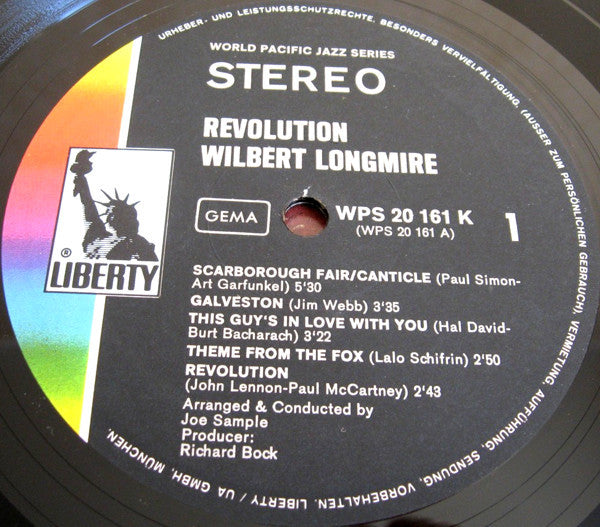 WORLD PACIFIC JAZZ SERIES
STEREO
REVOLUTION
WILBERT LONGMIRE
GEMA
WPS 20 161 K
(WPS 20 161 A)
1
® LIBERTY
SCARBOROUGH FAIR/CANTICLE (Paul Simon-
Art Garfunkel) 5'30
GALVESTON (Jim Webb) 3'35
THIS GUY'S IN LOVE WITH YOU (Hal David-
Burt Bacharach) 3'22
THEME FROM THE FOX (Lalo Schifrin) 2'50
REVOLUTION
(John Lennon-Paul McCartney) 2'43
Arranged & Conducted by
Joe Sample
Producer:
Richard Bock
URHEBER- UND LEISTUNGSSCHUTZRECHTE, BESONDERS VERVIELFÄLTIGUNG, (AUSSER ZUM PERSÖNLICHEN GEBRAUCH), VERMIETUNG, AUFFÜHRUNG, SENDUNG, VORBEHALTEN. LIBERTY / UA GMBH, MÜNCHEN.